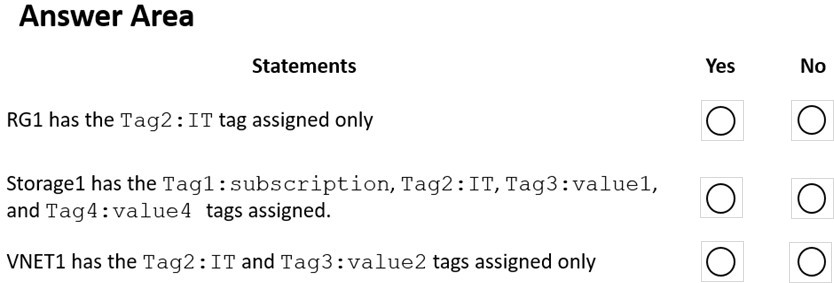 Answer Area
Statements Yes No
RG1 has the Tag2:IT tag assigned only
Storage1 has the Tag1:subscription, Tag2:IT, Tag3:value1,
and Tag4:value4 tags assigned.
VNET1 has the Tag2:IT and Tag3:value2 tags assigned only